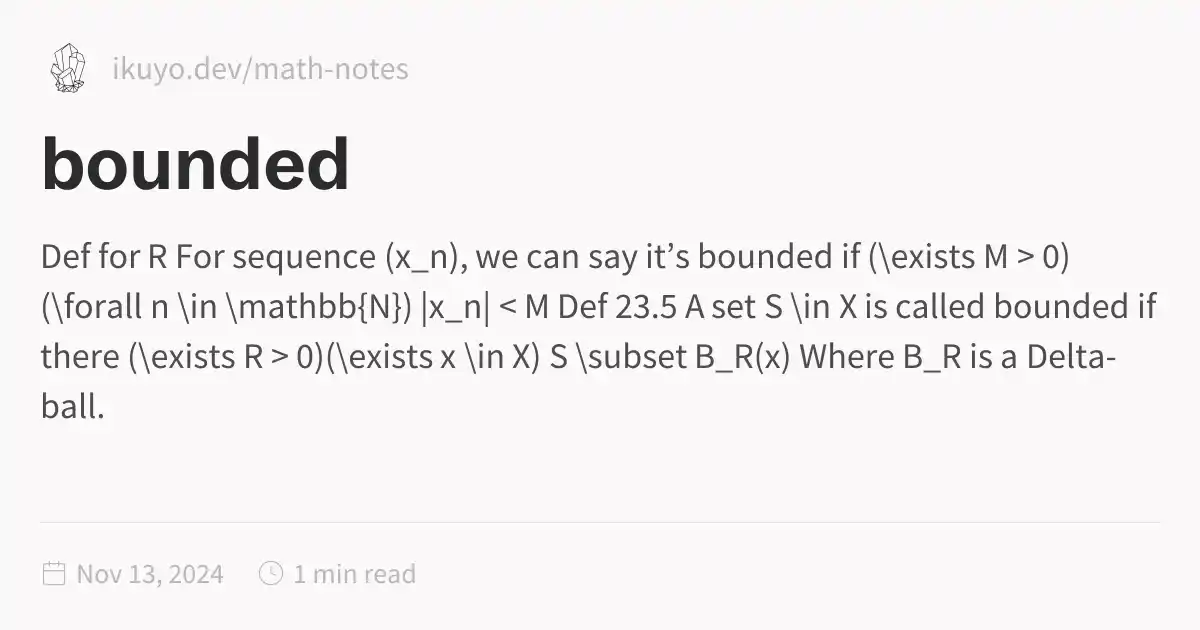 ikuyo.dev/math-notes
bounded
Def for R For sequence (x_n), we can say it’s bounded if (\exists M > 0)
(\forall n \in \mathbb{N}) |x_n| < M Def 23.5 A set S \in X is called bounded if
there (\exists R > 0)(\exists x \in X) S \subset B_R(x) Where B_R is a Delta-
ball.
Nov 13, 2024 1 min read